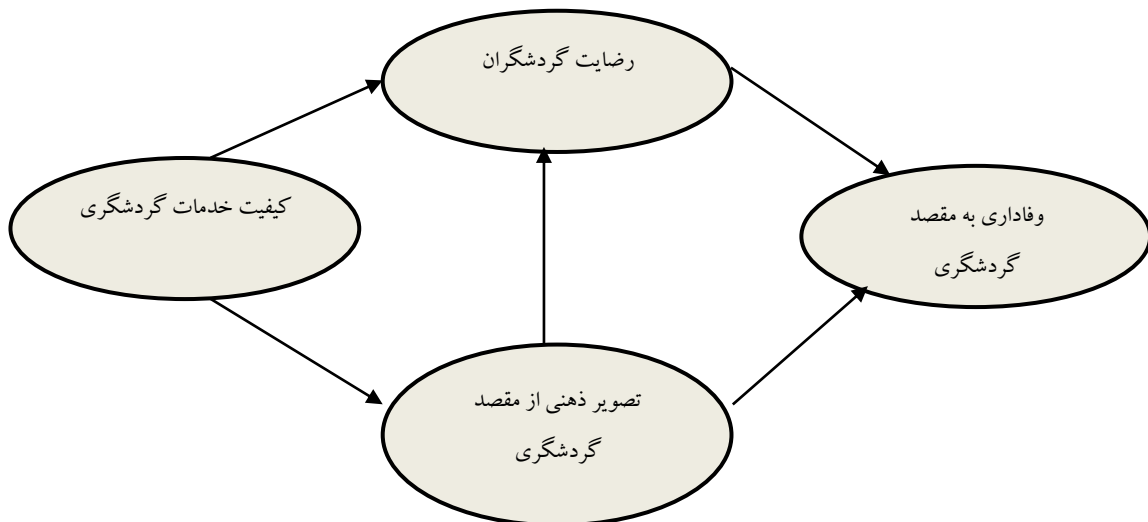 رضایت گردشگران
کیفیت خدمات گردشگری
وفاداری به مقصد
گردشگری
تصویر ذهنی از مقصد
گردشگری